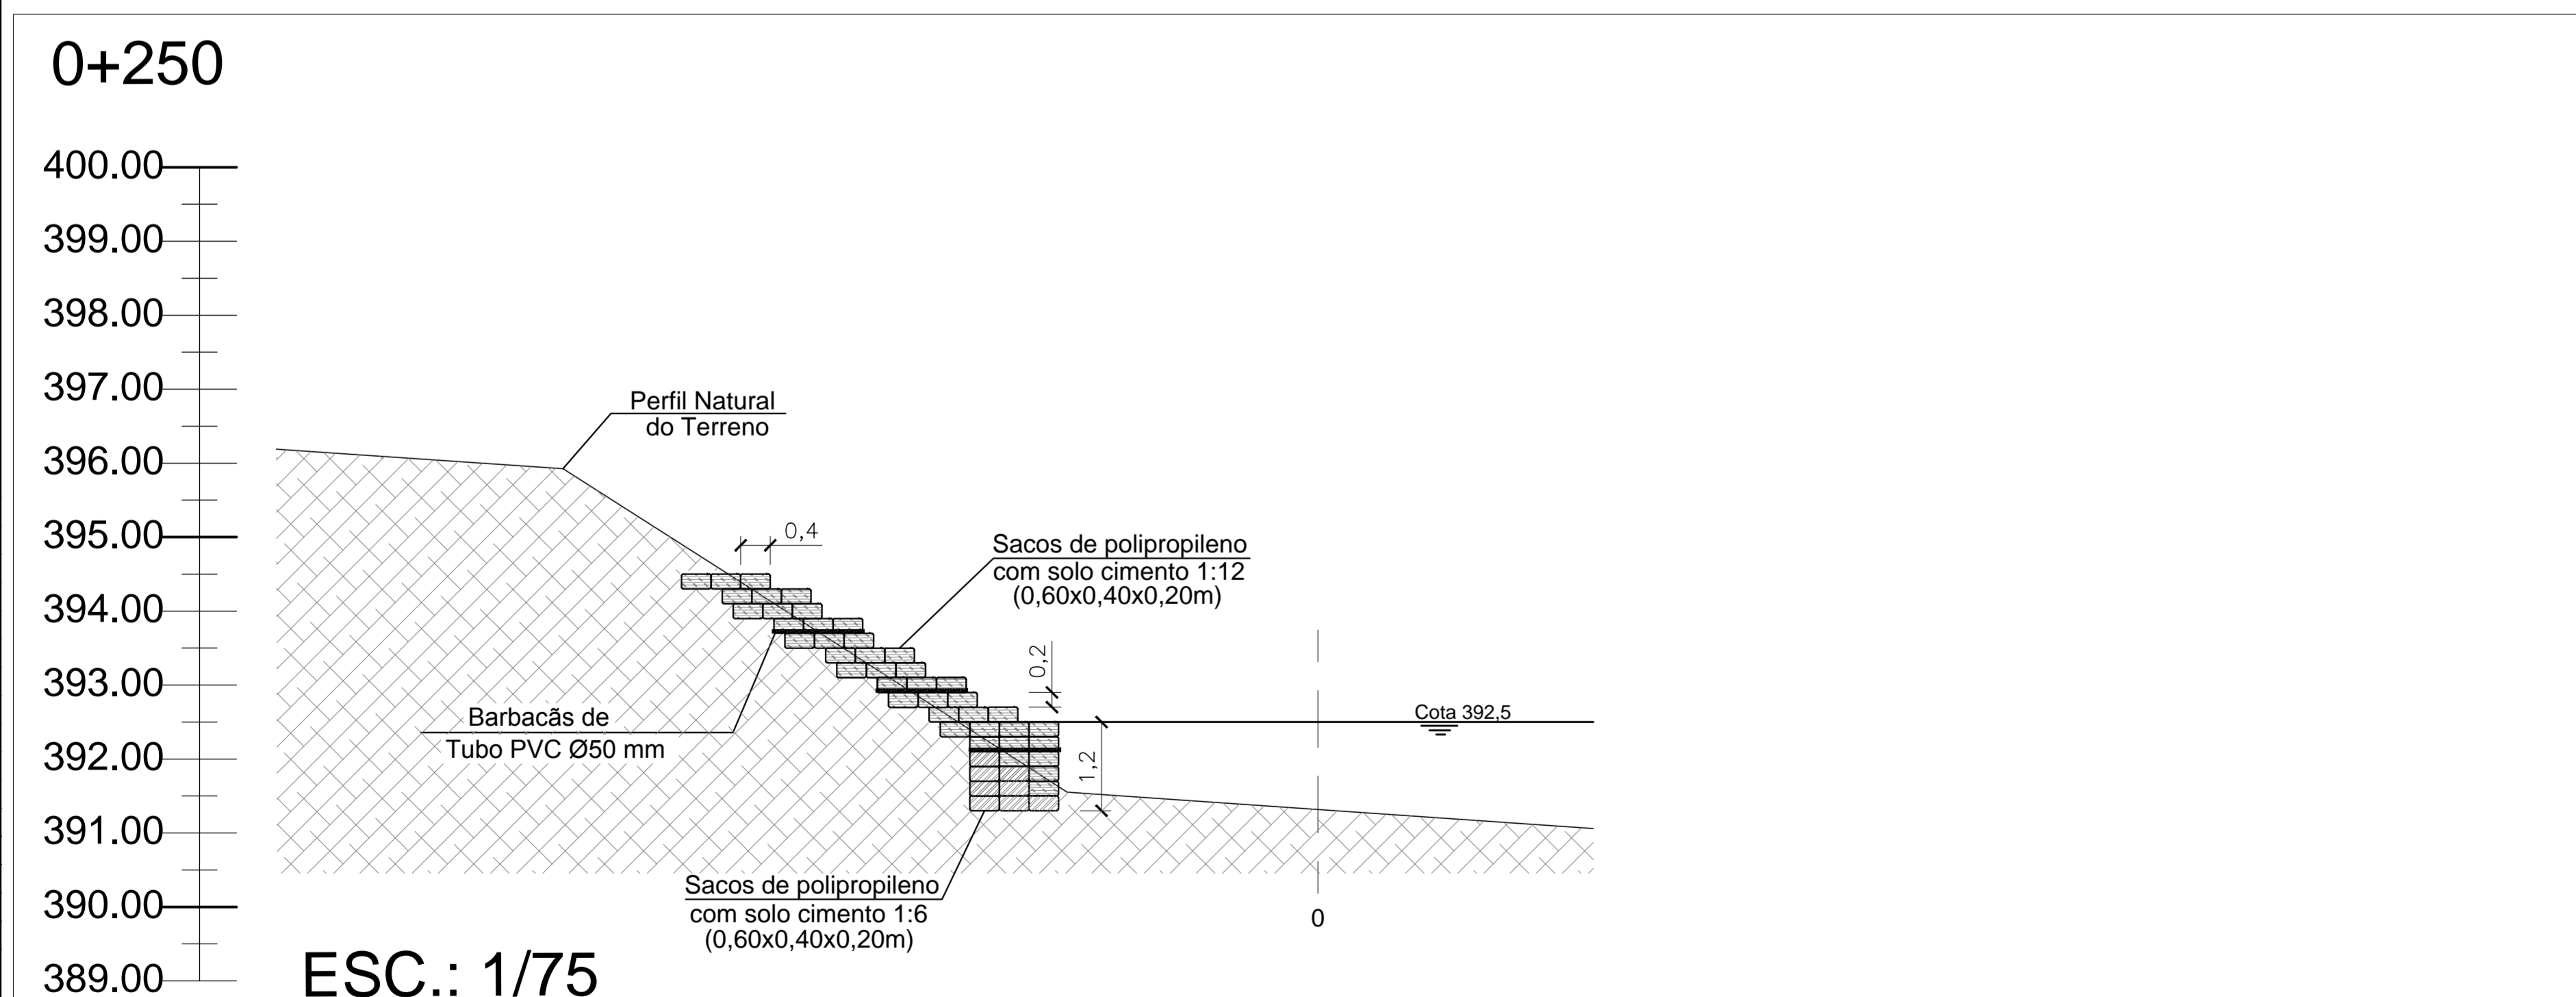 0+250
400.00
399.00
398.00
397.00
396.00
395.00
394.00
393.00
392.00
391.00
390.00
389.00
Perfil Natural
do Terreno
0,4
Sacos de polipropileno
com solo cimento 1:12
(0,60x0,40x0,20m)
0,2
Cota 392,5
Barbacãs de
Tubo PVC Ø50 mm
1,2
Sacos de polipropileno
com solo cimento 1:6
(0,60x0,40x0,20m)
0
ESC.: 1/75